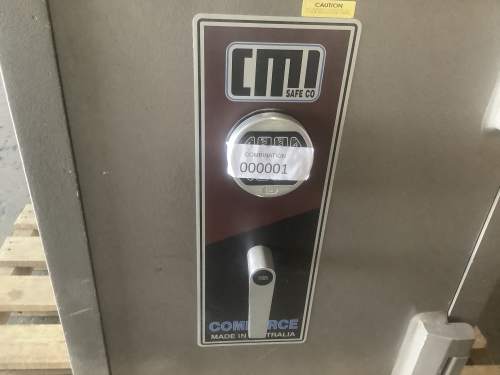 CAUTION
CMI
SAFE CO
COMBINATION
000001
COMMERCE
MADE IN AUSTRALIA